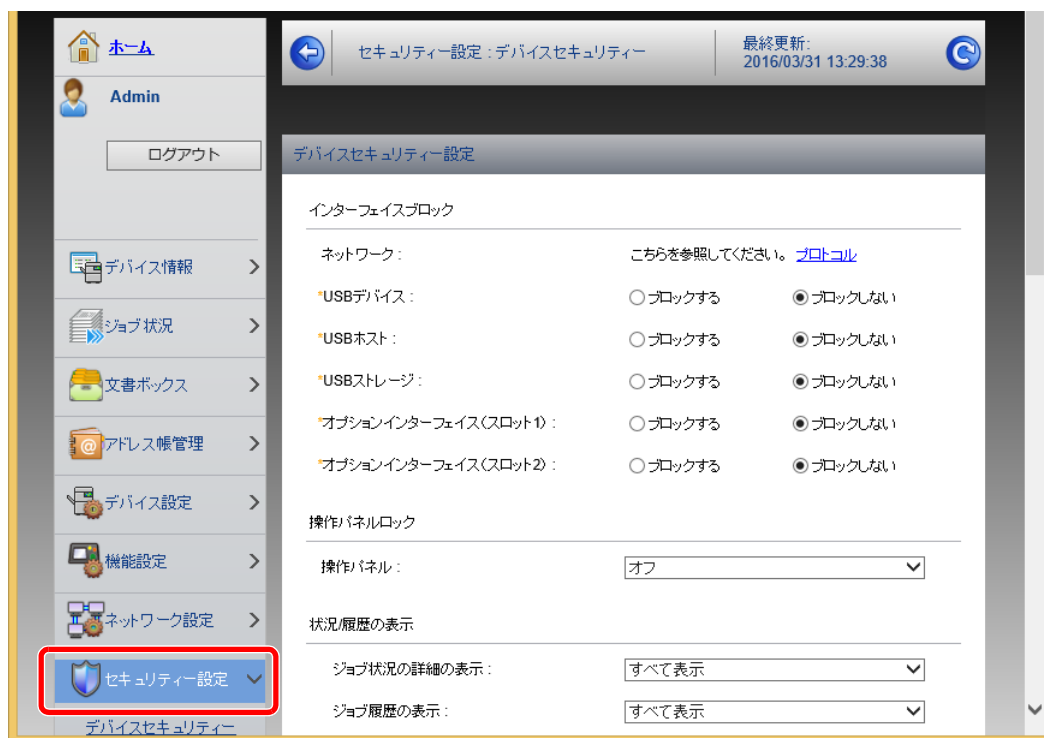 ホーム
Admin
ログアウト
デバイス情報
ジョブ状況
文書ボックス
アドレス帳管理
デバイス設定
機能設定
ネットワーク設定
セキュリティー設定
デバイスセキュリティー
セキュリティー設定 : デバイスセキュリティー
最終更新:
2016/03/31 13:29:38
デバイスセキュリティー設定
インターフェイスブロック
ネットワーク : こちらを参照してください。 プロトコル
*USBデバイス : ブロックする ブロックしない
*USBホスト : ブロックする ブロックしない
*USBストレージ : ブロックする ブロックしない
*オプションインターフェイス(スロット1) : ブロックする ブロックしない
*オプションインターフェイス(スロット2) : ブロックする ブロックしない
操作パネルロック
操作パネル : オフ
状況/履歴の表示
ジョブ状況の詳細の表示 : すべて表示
ジョブ履歴の表示 : すべて表示